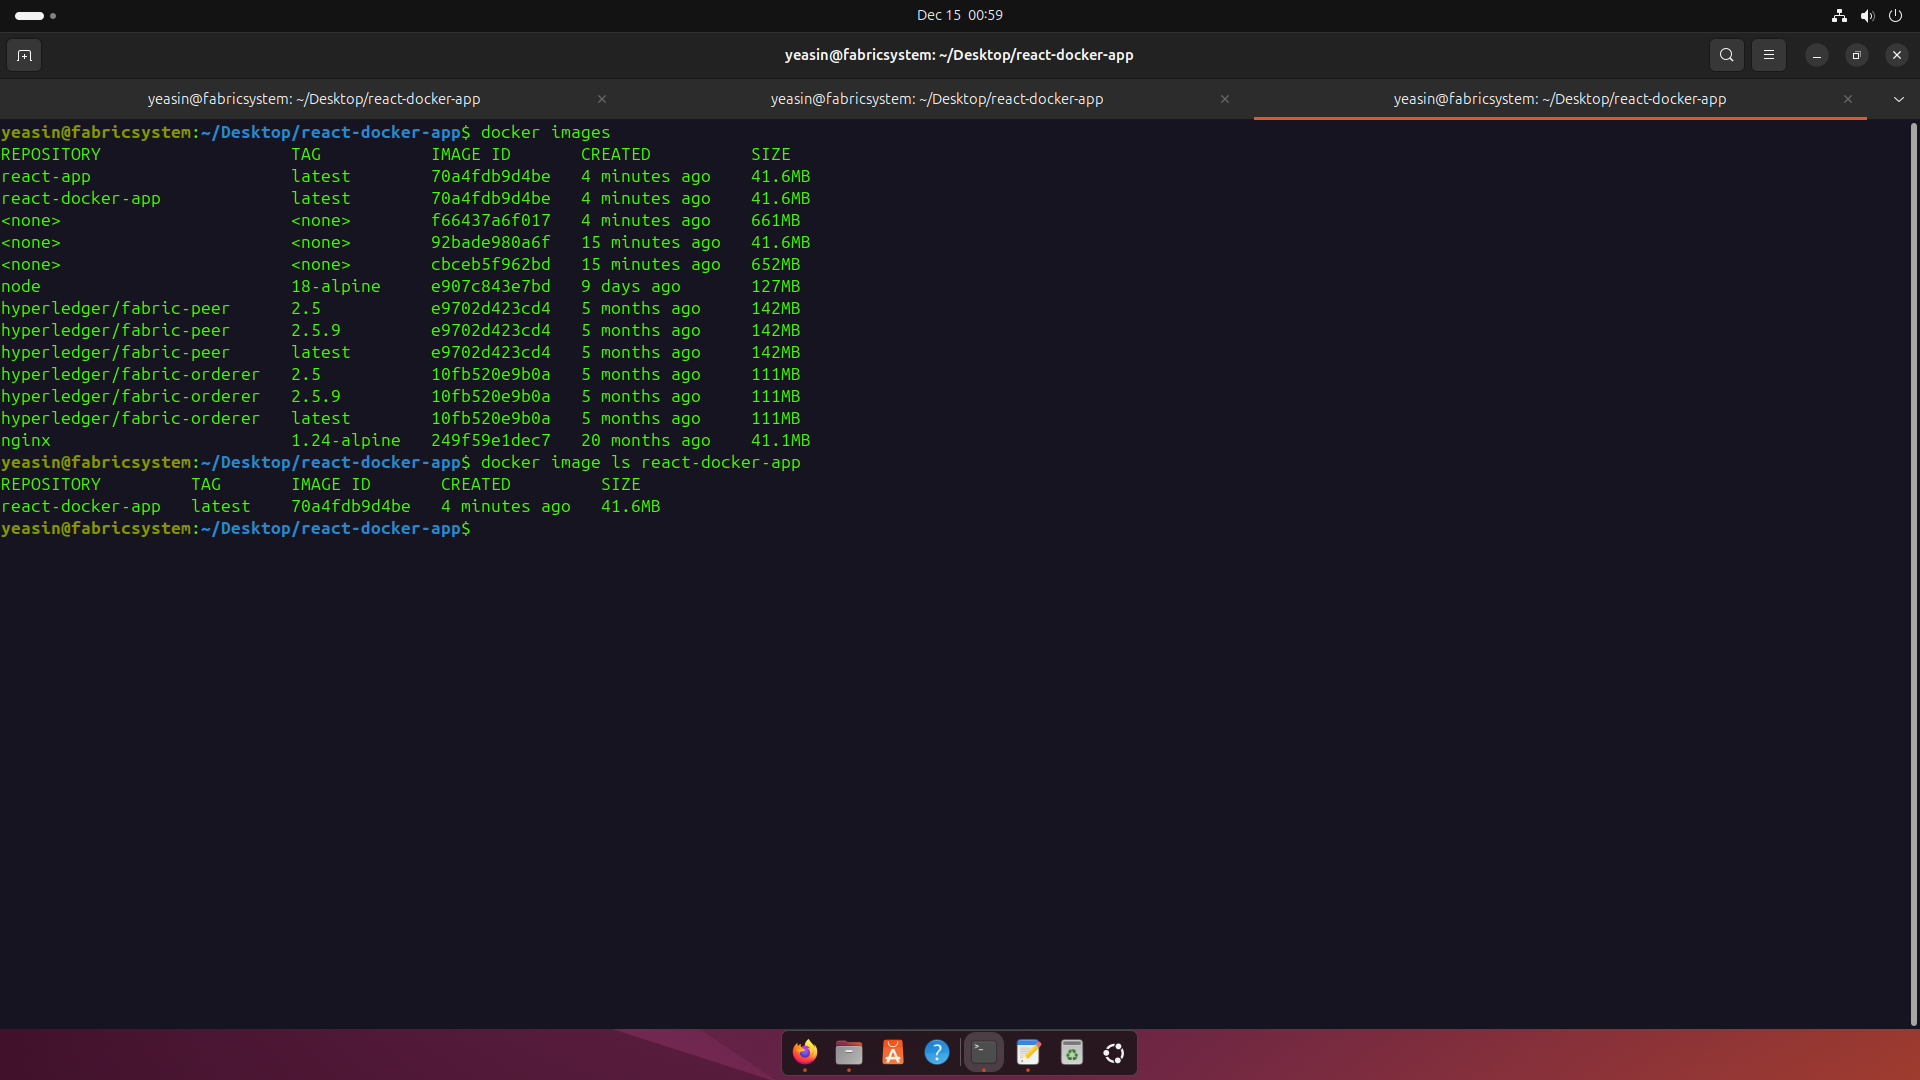 Dec 15  00:59
yeasin@fabricsystem: ~/Desktop/react-docker-app
yeasin@fabricsystem: ~/Desktop/react-docker-app
yeasin@fabricsystem: ~/Desktop/react-docker-app
yeasin@fabricsystem: ~/Desktop/react-docker-app
yeasin@fabricsystem:~/Desktop/react-docker-app$ docker images
REPOSITORY                   TAG           IMAGE ID       CREATED          SIZE
react-app                    latest        70a4fdb9d4be   4 minutes ago    41.6MB
react-docker-app             latest        70a4fdb9d4be   4 minutes ago    41.6MB
<none>                       <none>        f66437a6f017   4 minutes ago    661MB
<none>                       <none>        92bade980a6f   15 minutes ago   41.6MB
<none>                       <none>        cbceb5f962bd   15 minutes ago   652MB
node                         18-alpine     e907c843e7bd   9 days ago       127MB
hyperledger/fabric-peer      2.5           e9702d423cd4   5 months ago     142MB
hyperledger/fabric-peer      2.5.9         e9702d423cd4   5 months ago     142MB
hyperledger/fabric-peer      latest        e9702d423cd4   5 months ago     142MB
hyperledger/fabric-orderer   2.5           10fb520e9b0a   5 months ago     111MB
hyperledger/fabric-orderer   2.5.9         10fb520e9b0a   5 months ago     111MB
hyperledger/fabric-orderer   latest        10fb520e9b0a   5 months ago     111MB
nginx                        1.24-alpine   249f59e1dec7   20 months ago    41.1MB
yeasin@fabricsystem:~/Desktop/react-docker-app$ docker image ls react-docker-app
REPOSITORY         TAG       IMAGE ID       CREATED         SIZE
react-docker-app   latest    70a4fdb9d4be   4 minutes ago   41.6MB
yeasin@fabricsystem:~/Desktop/react-docker-app$